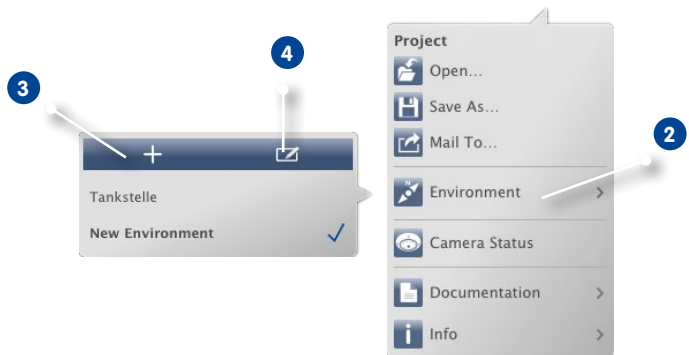 3
4
+
Tankstelle
New Environment
Project
Open...
Save As...
Mail To...
N
Environment
Camera Status
Documentation
i Info
2